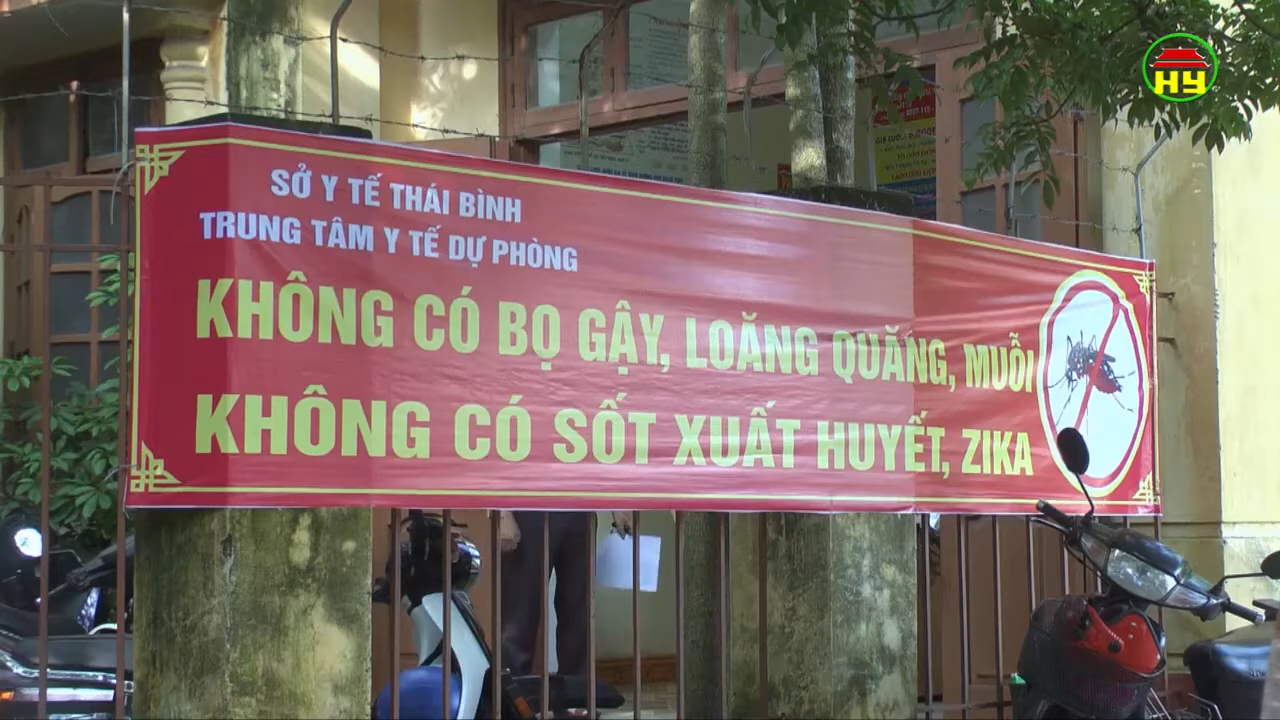 HY
SỞ Y TẾ THÁI BÌNH
TRUNG TÂM Y TẾ DỰ PHÒNG
KHÔNG CÓ BỌ GẬY, LOĂNG QUĂNG, MUỖI
KHÔNG CÓ SỐT XUẤT HUYẾT, ZIKA